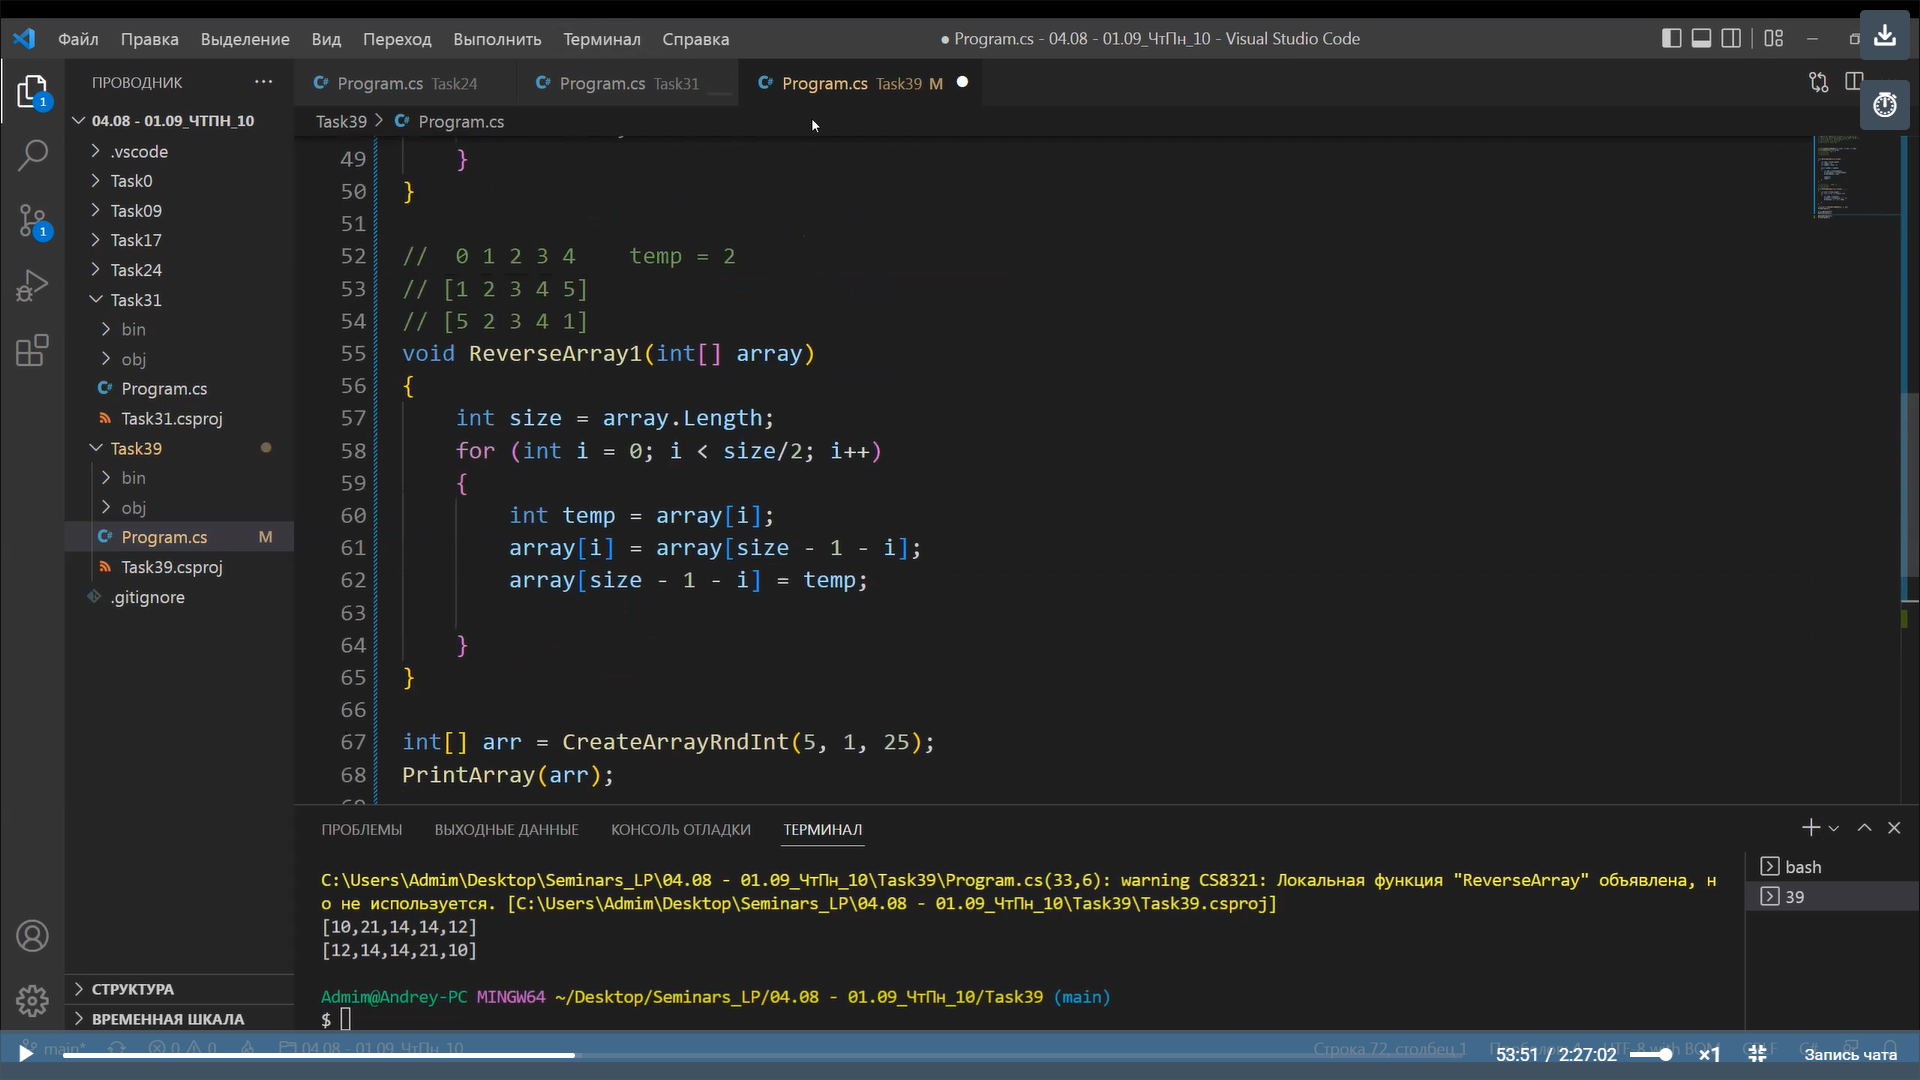 Файл Правка Выделение Вид Переход Выполнить Терминал Справка
● Program.cs - 04.08 - 01.09_ЧтПн_10 - Visual Studio Code
ПРОВОДНИК ...
Program.cs Task24
Program.cs Task31
Program.cs Task39 M
Task39 > Program.cs
04.08 - 01.09_ЧТПН_10
.vscode
Task0
Task09
Task17
Task24
Task31
bin
obj
Program.cs
Task31.csproj
Task39
bin
obj
Program.cs M
Task39.csproj
.gitignore
СТРУКТУРА
ВРЕМЕННАЯ ШКАЛА
1
1
49 }
50 }
51
52 //  0 1 2 3 4    temp = 2
53 // [1 2 3 4 5]
54 // [5 2 3 4 1]
55 void ReverseArray1(int[] array)
56 {
57     int size = array.Length;
58     for (int i = 0; i < size/2; i++)
59     {
60         int temp = array[i];
61         array[i] = array[size - 1 - i];
62         array[size - 1 - i] = temp;
63
64     }
65 }
66
67 int[] arr = CreateArrayRndInt(5, 1, 25);
68 PrintArray(arr);
ПРОБЛЕМЫ ВЫХОДНЫЕ ДАННЫЕ КОНСОЛЬ ОТЛАДКИ ТЕРМИНАЛ
C:\Users\Admim\Desktop\Seminars_LP\04.08 - 01.09_ЧтПн_10\Task39\Program.cs(33,6): warning CS8321: Локальная функция "ReverseArray" объявлена, н
о не используется. [C:\Users\Admim\Desktop\Seminars_LP\04.08 - 01.09_ЧтПн_10\Task39\Task39.csproj]
[10,21,14,14,12]
[12,14,14,21,10]
Admim@Andrey-PC MINGW64 ~/Desktop/Seminars_LP/04.08 - 01.09_ЧтПн_10/Task39 (main)
$
bash
39
main* 0 0 04.08 - 01.09_ЧтПн_10
Строка 72, столбец 1
53:51 / 2:27:02 ×1 Запись чата